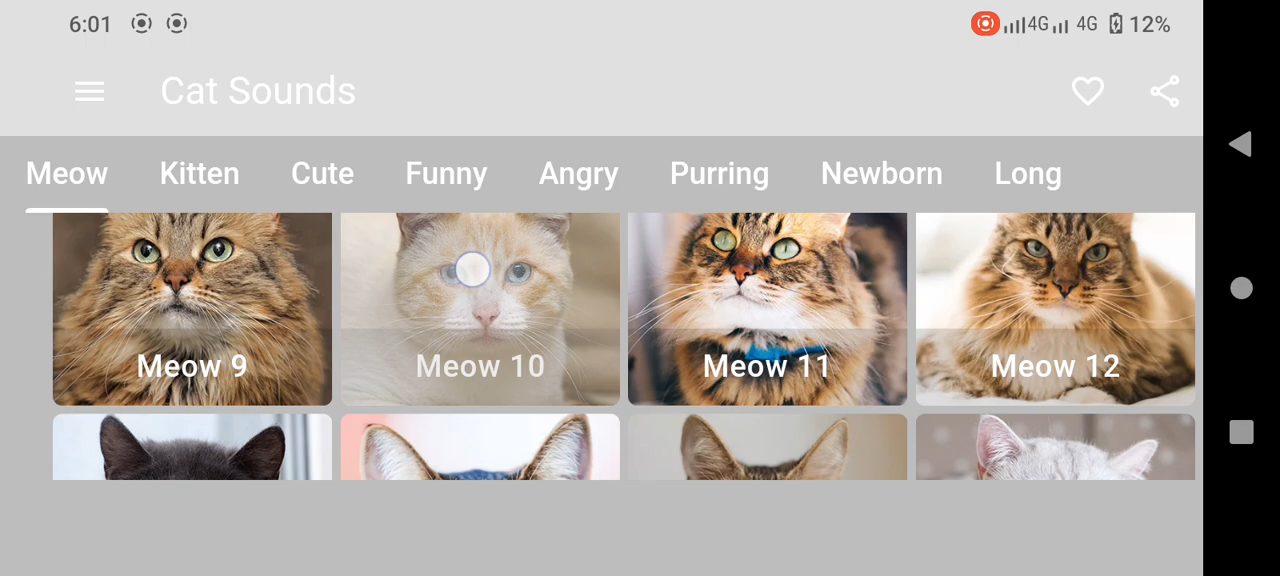 6:01 4G 4G 12%
Cat Sounds
Meow Kitten Cute Funny Angry Purring Newborn Long
Meow 9 Meow 10 Meow 11 Meow 12